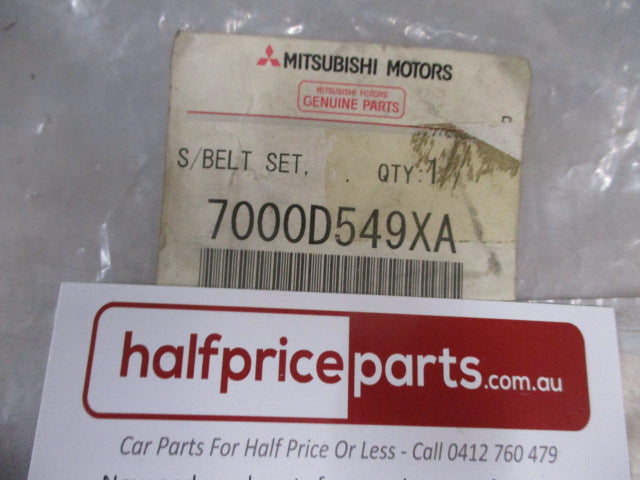 MITSUBISHI MOTORS
MITSUBISHI MOTORS
GENUINE PARTS
S/BELT SET, . QTY:1
7000D549XA
halfpriceparts.com.au
Car Parts For Half Price Or Less - Call 0412 760 479